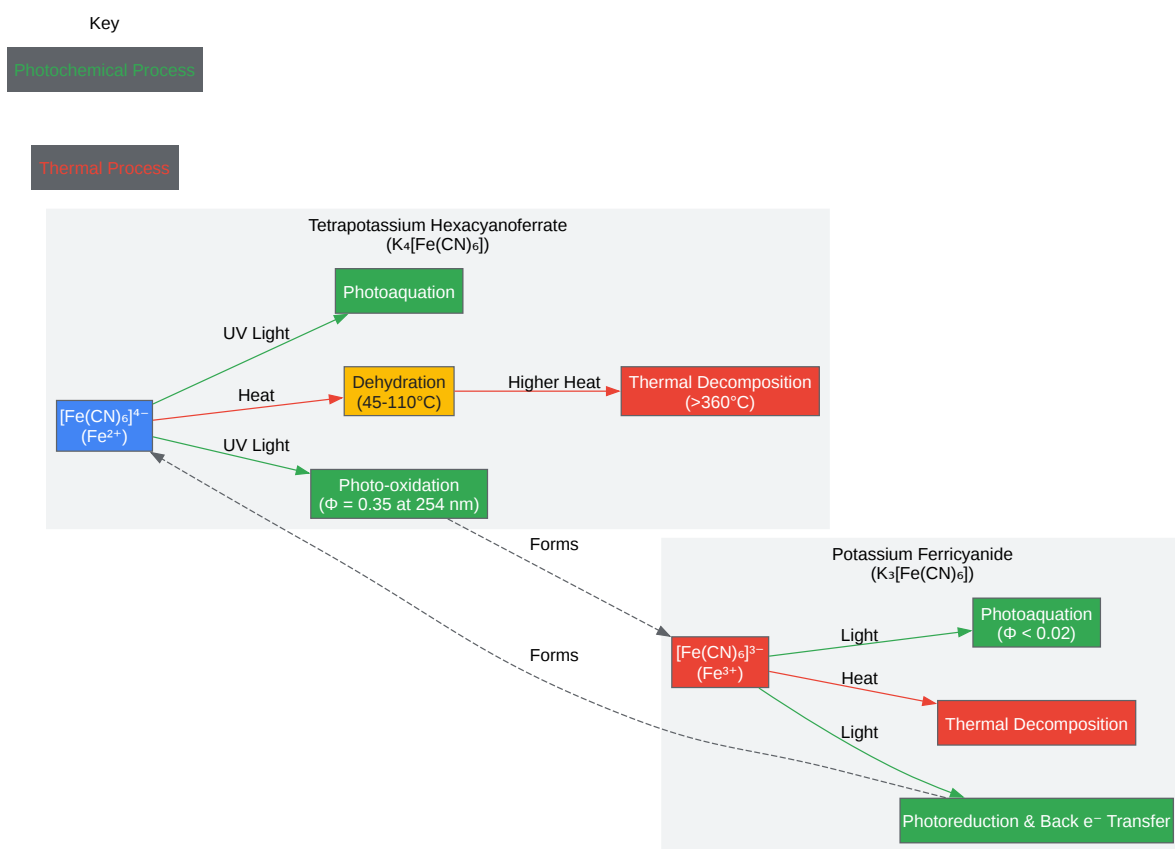 Key
Photochemical Process
Thermal Process
Tetrapotassium Hexacyanoferrate
(K₄[Fe(CN)₆])
Photoaquation
UV Light
Dehydration
(45-110°C)
Higher Heat
Thermal Decomposition
(>360°C)
Heat
[Fe(CN)₆]⁴⁻
(Fe²⁺)
UV Light
Photo-oxidation
(Φ = 0.35 at 254 nm)
Forms
Potassium Ferricyanide
(K₃[Fe(CN)₆])
Photoaquation
(Φ < 0.02)
Light
Forms
[Fe(CN)₆]³⁻
(Fe³⁺)
Heat
Thermal Decomposition
Light
Photoreduction & Back e⁻ Transfer